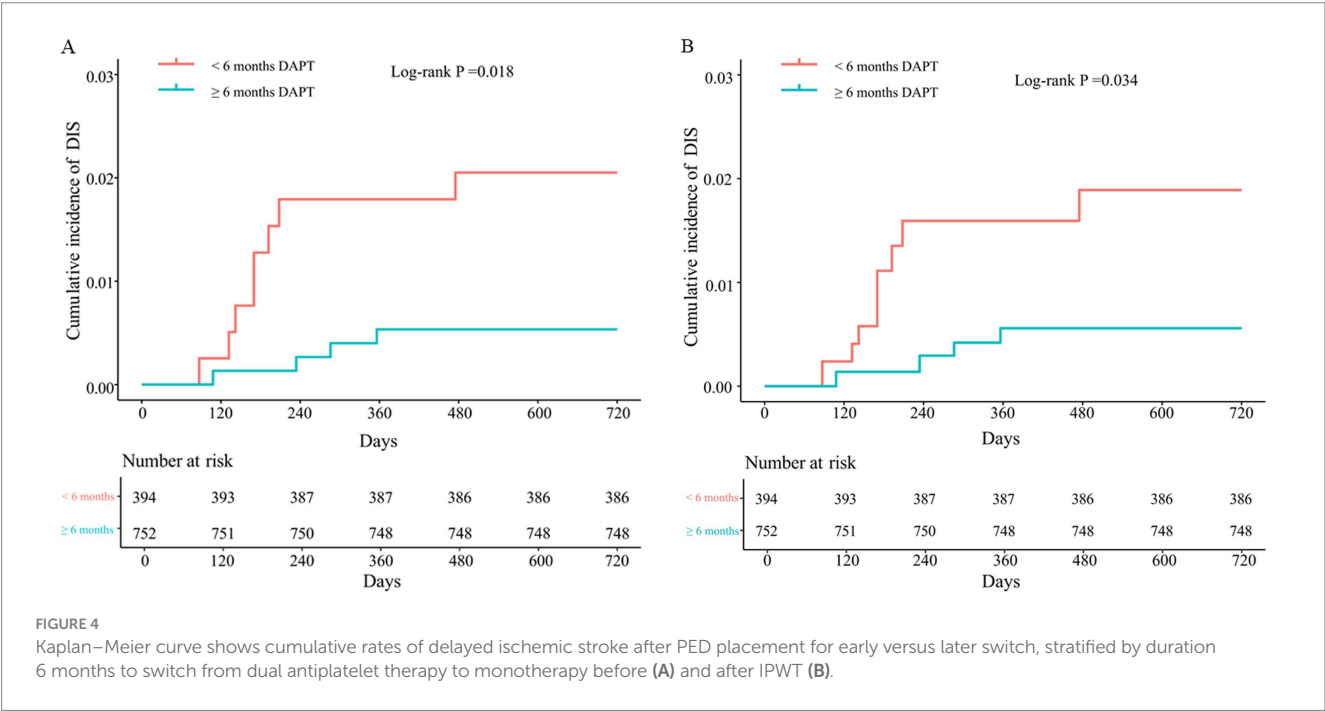 A
< 6 months DAPT
≥ 6 months DAPT
Log-rank P =0.018
Cumulative incidence of DIS
0.03
0.02
0.01
0.00
0 120 240 360 480 600 720
Days
Number at risk
< 6 months 394 393 387 387 386 386 386
≥ 6 months 752 751 750 748 748 748 748
0 120 240 360 480 600 720
Days
B
< 6 months DAPT
≥ 6 months DAPT
Log-rank P =0.034
Cumulative incidence of DIS
0.03
0.02
0.01
0.00
0 120 240 360 480 600 720
Days
Number at risk
< 6 months 394 393 387 387 386 386 386
≥ 6 months 752 751 750 748 748 748 748
0 120 240 360 480 600 720
Days
FIGURE 4
Kaplan–Meier curve shows cumulative rates of delayed ischemic stroke after PED placement for early versus later switch, stratified by duration
6 months to switch from dual antiplatelet therapy to monotherapy before (A) and after IPWT (B).